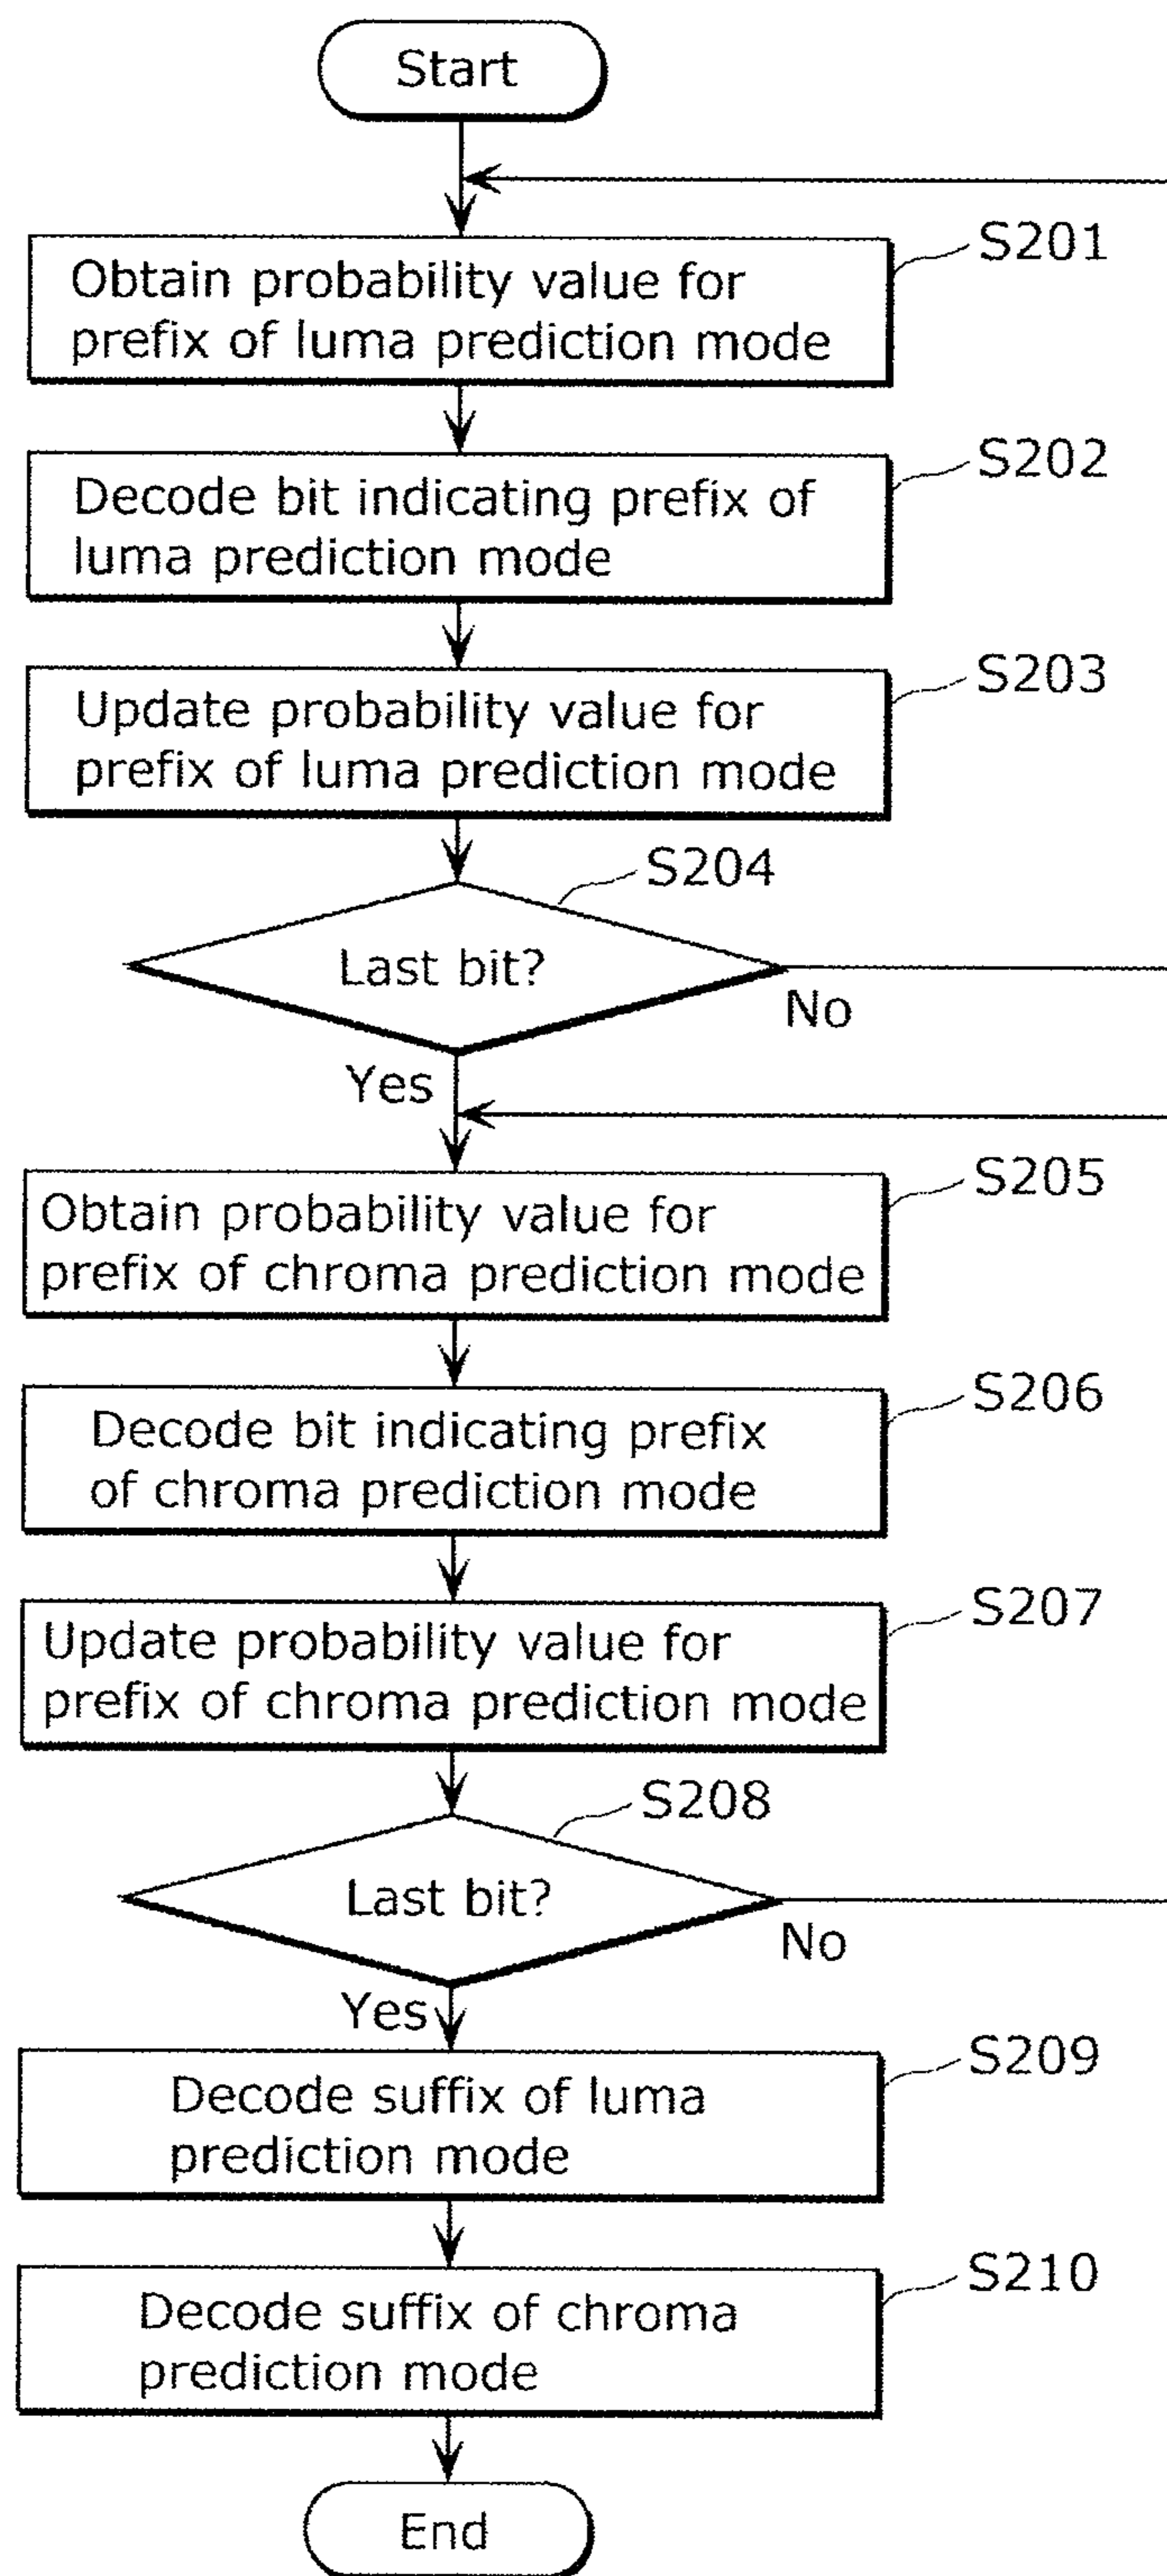 Start
S201
Obtain probability value for
prefix of luma prediction mode
S202
Decode bit indicating prefix of
luma prediction mode
S203
Update probability value for
prefix of luma prediction mode
S204
Last bit?
No
Yes
S205
Obtain probability value for
prefix of chroma prediction mode
S206
Decode bit indicating prefix
of chroma prediction mode
S207
Update probability value for
prefix of chroma prediction mode
S208
Last bit?
No
Yes
S209
Decode suffix of luma
prediction mode
S210
Decode suffix of chroma
prediction mode
End